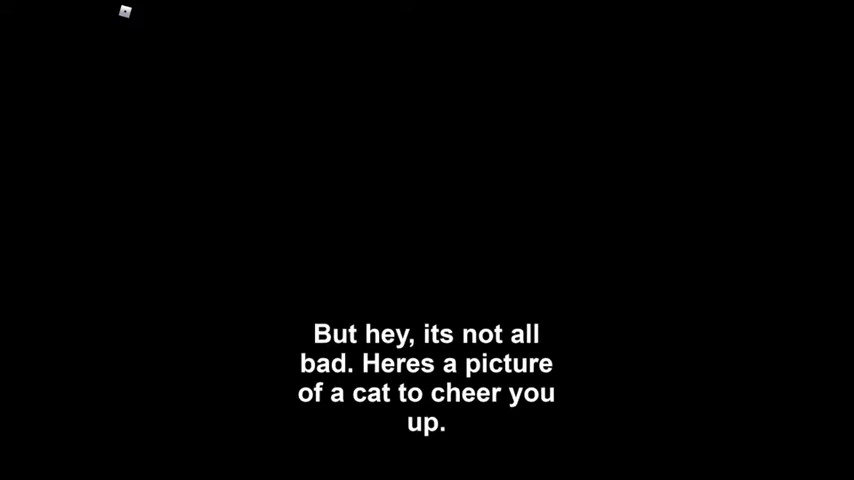 But hey, its not all
bad. Heres a picture
of a cat to cheer you
up.